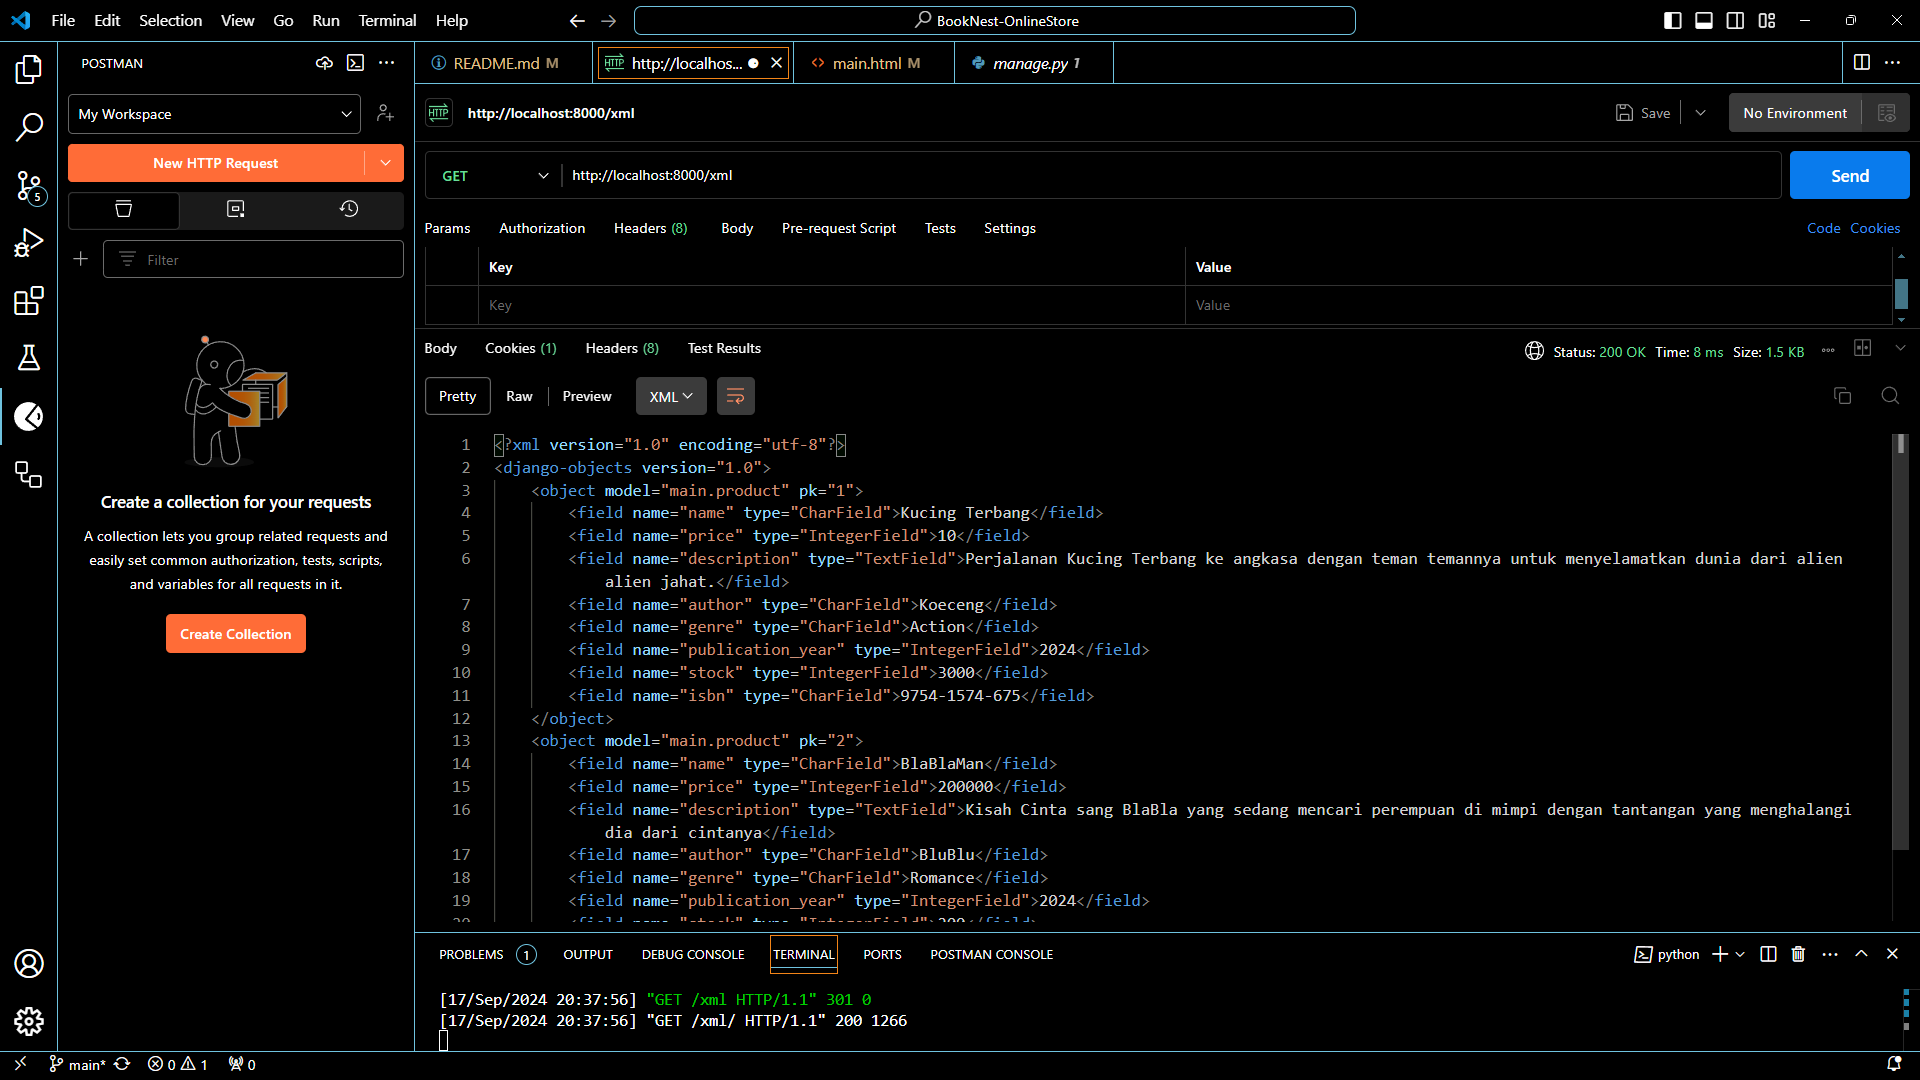 File Edit Selection View Go Run Terminal Help
BookNest-OnlineStore
POSTMAN
README.md M
HTTP http://localhos...
main.html M
manage.py 1
My Workspace
HTTP http://localhost:8000/xml
Save
No Environment
New HTTP Request
GET http://localhost:8000/xml
Send
5
Params Authorization Headers (8) Body Pre-request Script Tests Settings
Code Cookies
Filter
Key Value
Key Value
Body Cookies (1) Headers (8) Test Results
Status: 200 OK Time: 8 ms Size: 1.5 KB
Pretty Raw Preview XML
Create a collection for your requests
A collection lets you group related requests and
easily set common authorization, tests, scripts,
and variables for all requests in it.
Create Collection
1 <?xml version="1.0" encoding="utf-8"?>
2 <django-objects version="1.0">
3 <object model="main.product" pk="1">
4 <field name="name" type="CharField">Kucing Terbang</field>
5 <field name="price" type="IntegerField">10</field>
6 <field name="description" type="TextField">Perjalanan Kucing Terbang ke angkasa dengan teman temannya untuk menyelamatkan dunia dari alien
alien jahat.</field>
7 <field name="author" type="CharField">Koeceng</field>
8 <field name="genre" type="CharField">Action</field>
9 <field name="publication_year" type="IntegerField">2024</field>
10 <field name="stock" type="IntegerField">3000</field>
11 <field name="isbn" type="CharField">9754-1574-675</field>
12 </object>
13 <object model="main.product" pk="2">
14 <field name="name" type="CharField">BlaBlaMan</field>
15 <field name="price" type="IntegerField">200000</field>
16 <field name="description" type="TextField">Kisah Cinta sang BlaBla yang sedang mencari perempuan di mimpi dengan tantangan yang menghalangi
dia dari cintanya</field>
17 <field name="author" type="CharField">BluBlu</field>
18 <field name="genre" type="CharField">Romance</field>
19 <field name="publication_year" type="IntegerField">2024</field>
PROBLEMS 1 OUTPUT DEBUG CONSOLE TERMINAL PORTS POSTMAN CONSOLE
python
[17/Sep/2024 20:37:56] "GET /xml HTTP/1.1" 301 0
[17/Sep/2024 20:37:56] "GET /xml/ HTTP/1.1" 200 1266
main* 0 1 0